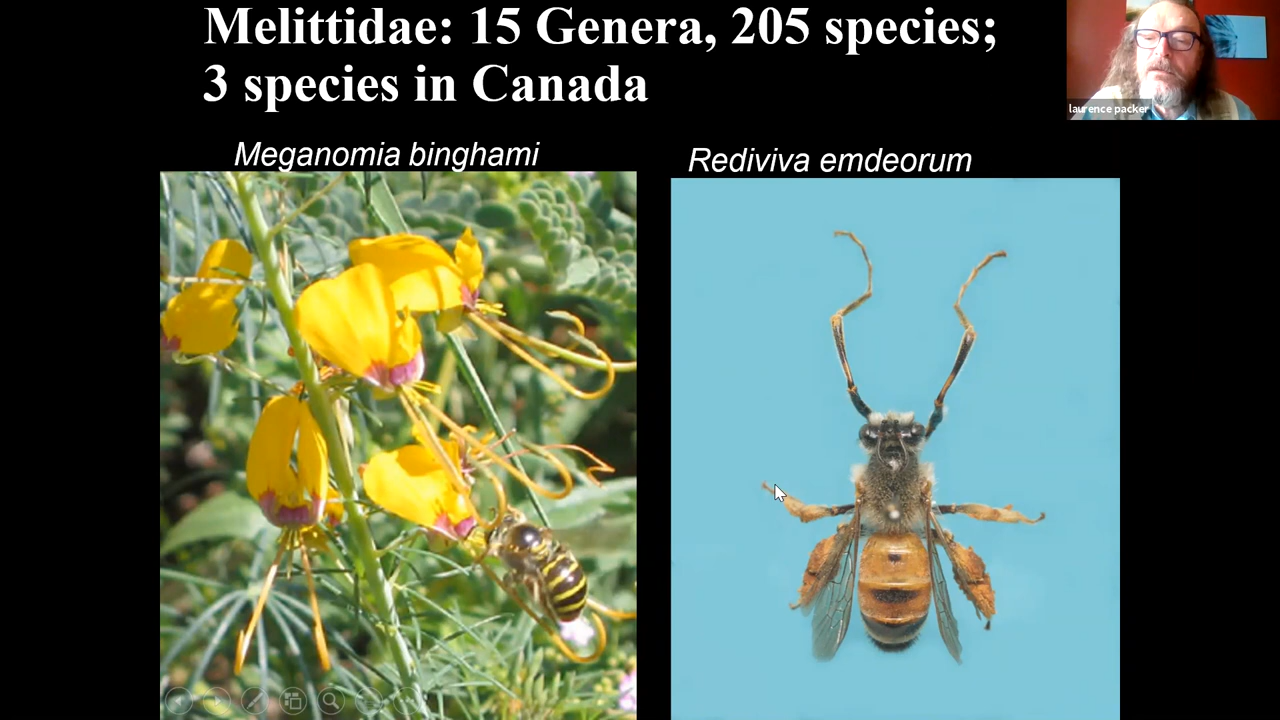 Melittidae: 15 Genera, 205 species;
3 species in Canada
laurence packer
Meganomia binghami
Rediviva emdeorum